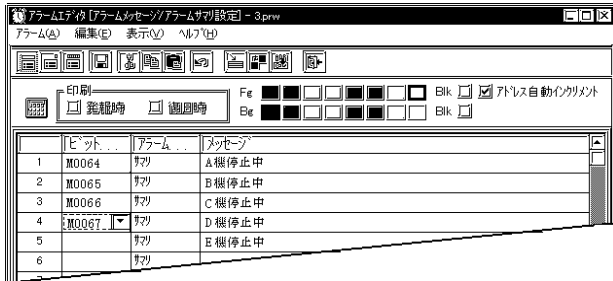 アラームエディタ [アラームメッセージ/アラームサマリ設定] - 3.prw
アラーム(A) 編集(E) 表示(V) ヘルプ(H)
印刷
発報時 復旧時
Fg Blk アドレス自動インクリメント
Bg Blk
ビット... アラーム... メッセージ
1 M0064 サマリ A機停止中
2 M0065 サマリ B機停止中
3 M0066 サマリ C機停止中
4 M0067 サマリ D機停止中
5 サマリ E機停止中
6 サマリ